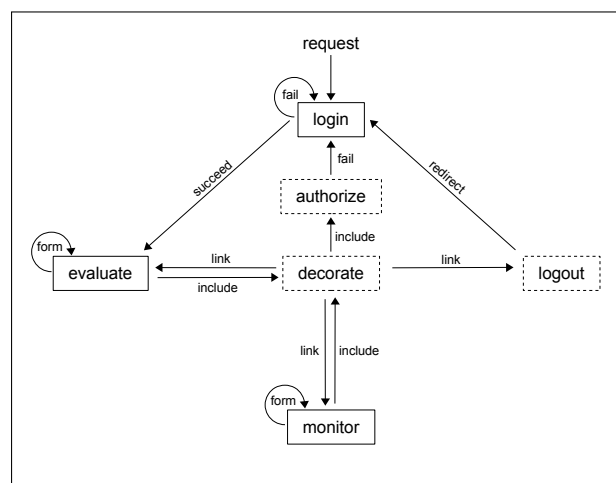 request
fail
login
fail
succeed
redirect
authorize
include
form
evaluate
link
include
decorate
link
logout
link
include
form
monitor